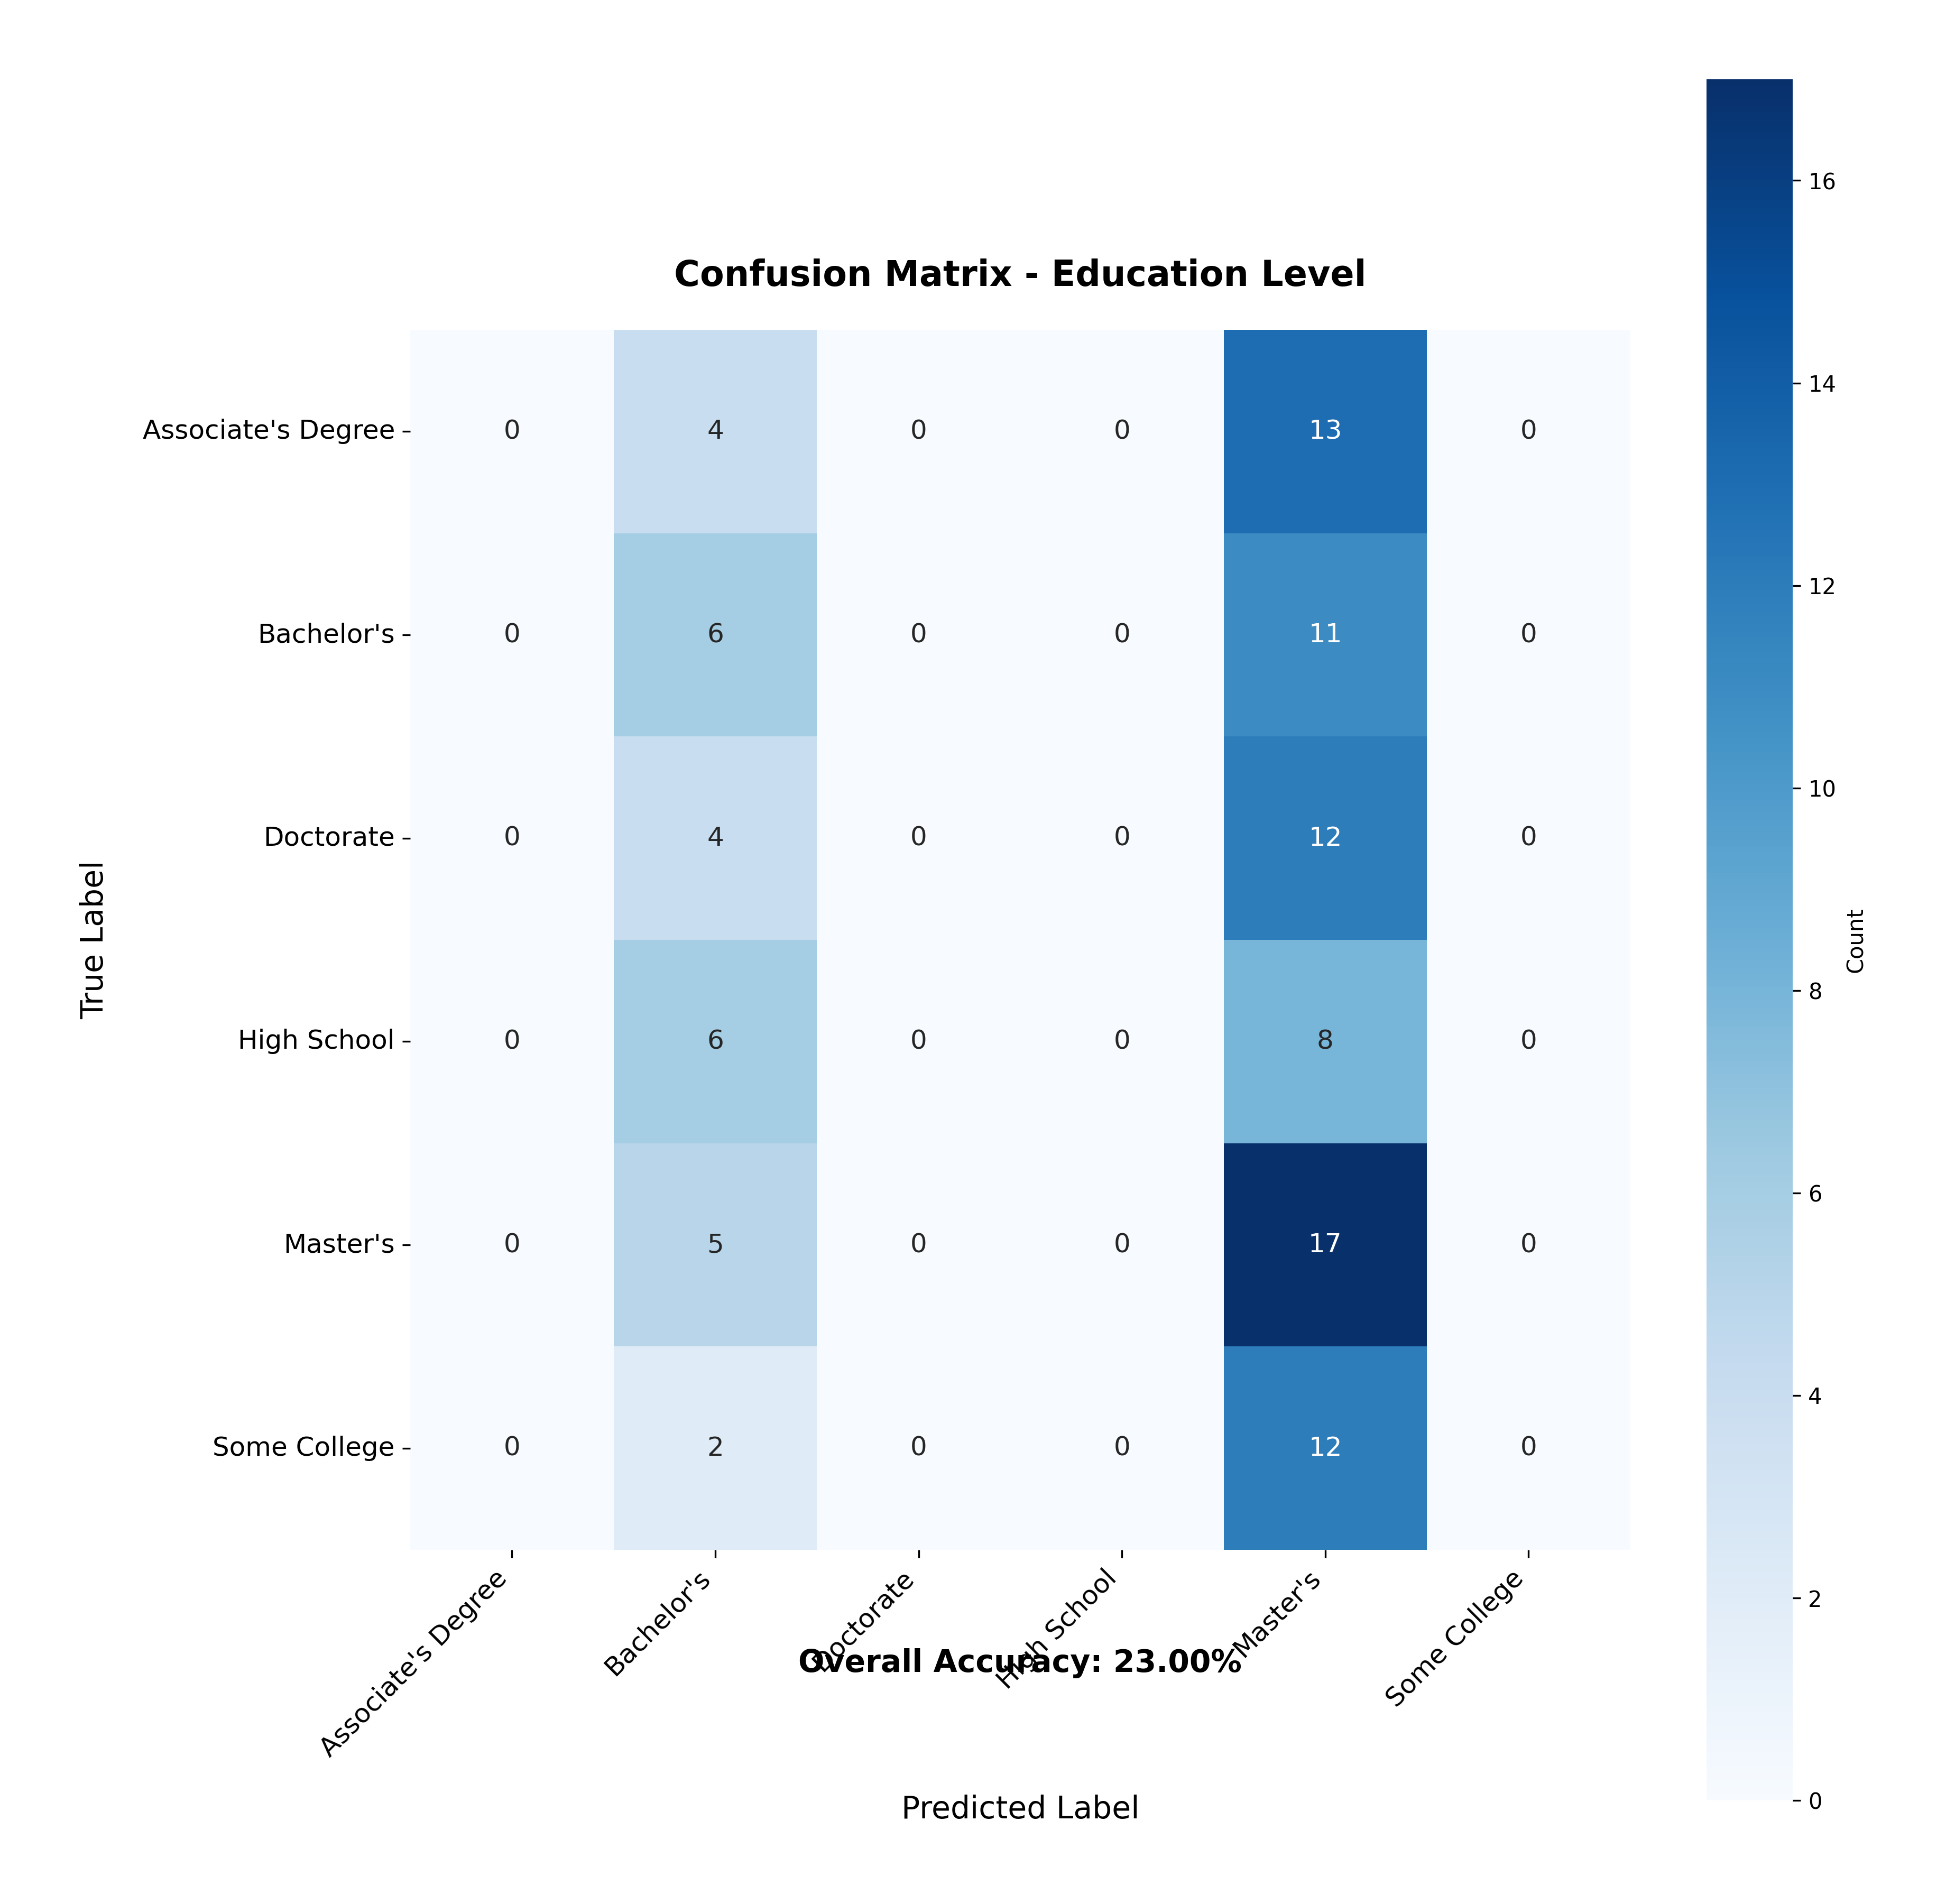 Confusion Matrix - Education Level
Associate's Degree 0 4 0 0 13 0
Bachelor's 0 6 0 0 11 0
Doctorate 0 4 0 0 12 0
High School 0 6 0 0 8 0
Master's 0 5 0 0 17 0
Some College 0 2 0 0 12 0
True Label
Associate's Degree Bachelor's Doctorate High School Master's Some College
Overall Accuracy: 23.00%
Predicted Label
16
14
12
10
8
6
4
2
0
Count